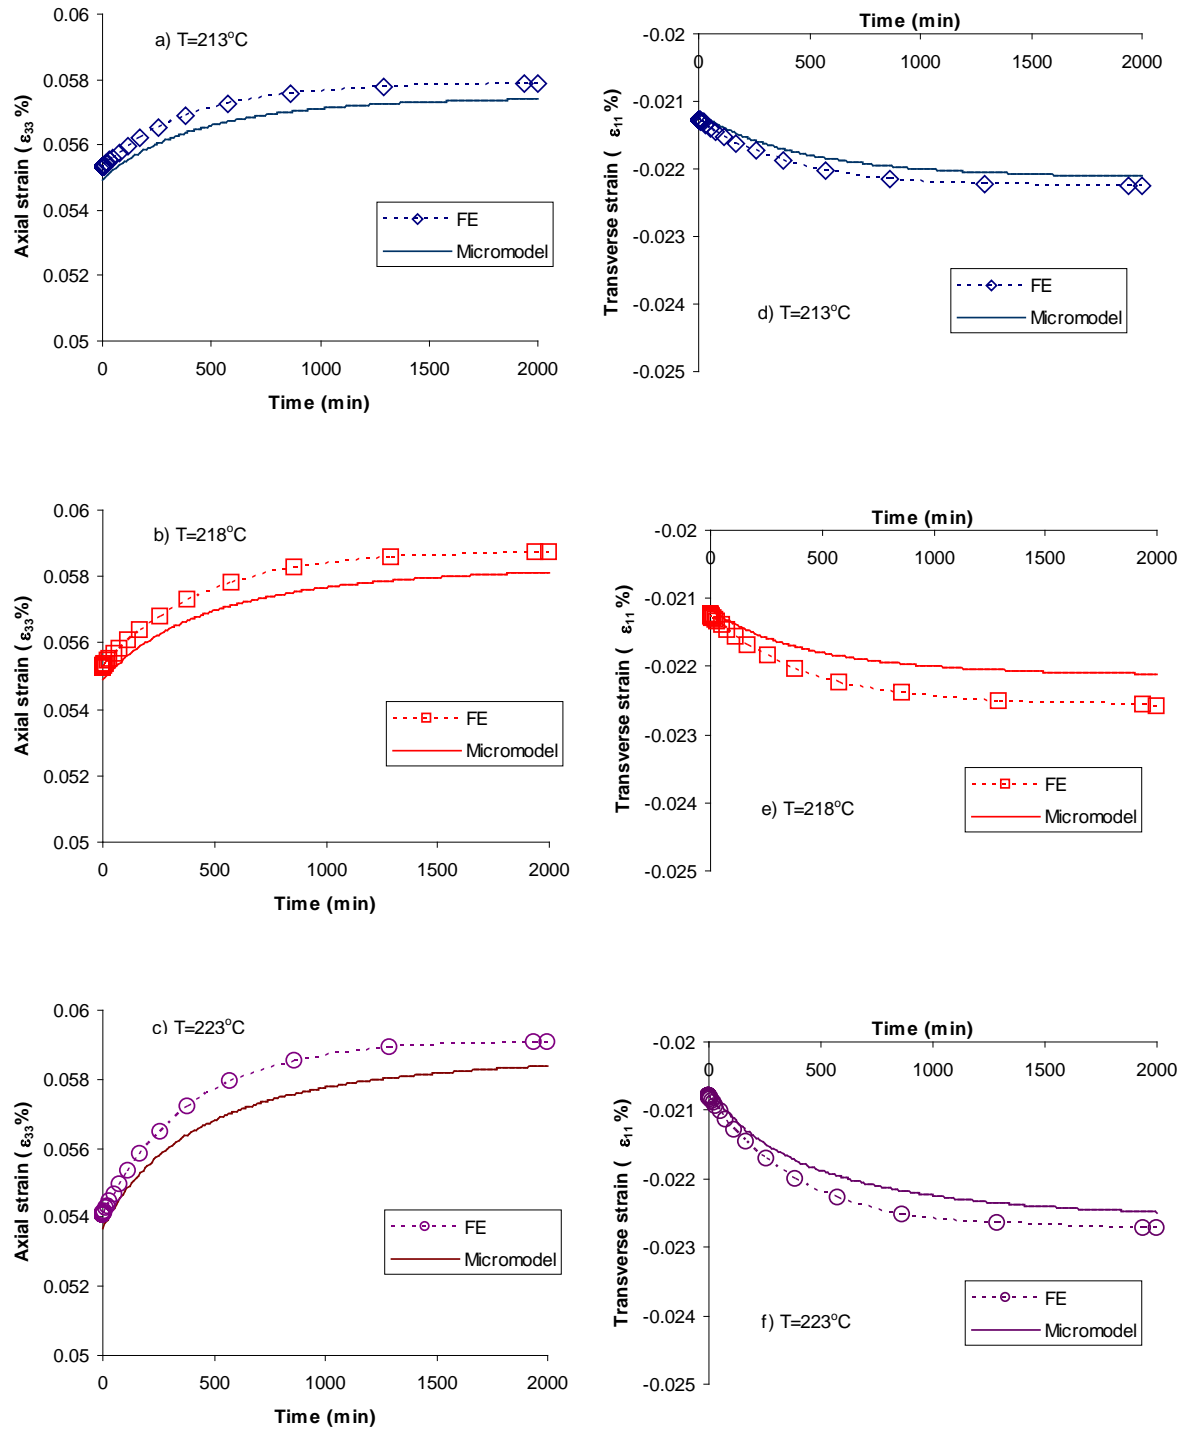 a) T=213°C
0.06
0.058
0.056
0.054
0.052
0.05
Axial strain ( ε33 %)
FE
Micromodel
0 500 1000 1500 2000
Time (min)
Time (min)
0 500 1000 1500 2000
-0.02
-0.021
-0.022
-0.023
-0.024
-0.025
Transverse strain ( ε11 %)
FE
Micromodel
d) T=213°C
b) T=218°C
0.06
0.058
0.056
0.054
0.052
0.05
Axial strain ( ε33%)
FE
Micromodel
0 500 1000 1500 2000
Time (min)
Time (min)
0 500 1000 1500 2000
-0.02
-0.021
-0.022
-0.023
-0.024
-0.025
Transverse strain ( ε11 %)
FE
Micromodel
e) T=218°C
c) T=223°C
0.06
0.058
0.056
0.054
0.052
0.05
Axial strain ( ε33%)
FE
Micromodel
0 500 1000 1500 2000
Time (min)
Time (min)
0 500 1000 1500 2000
-0.02
-0.021
-0.022
-0.023
-0.024
-0.025
Transverse strain ( ε11 %)
FE
Micromodel
f) T=223°C